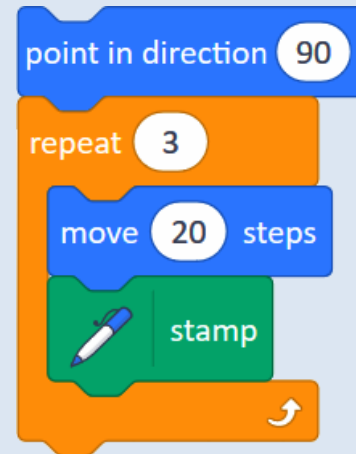 point in direction 90
repeat 3
move 20 steps
stamp